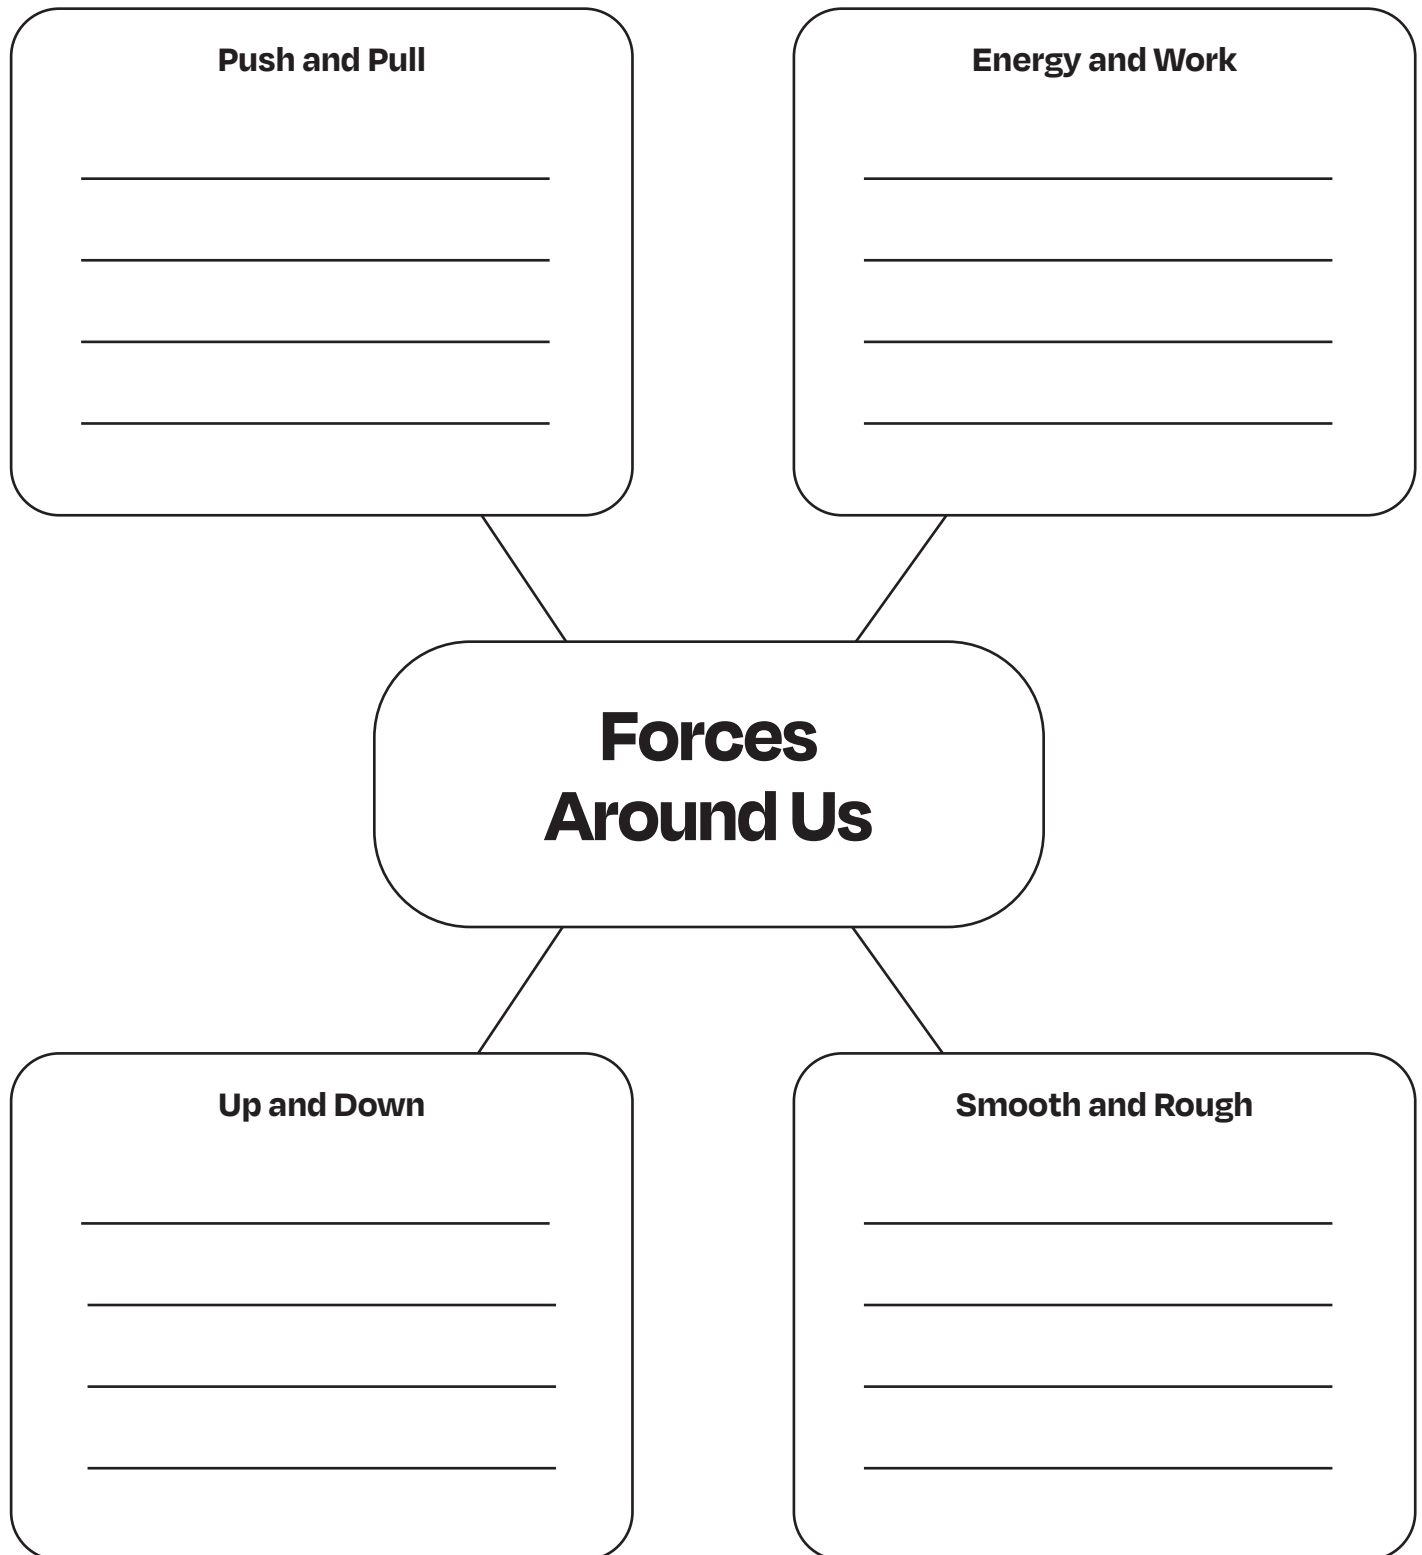 Push and Pull
Energy and Work
Forces
Around Us
Up and Down
Smooth and Rough